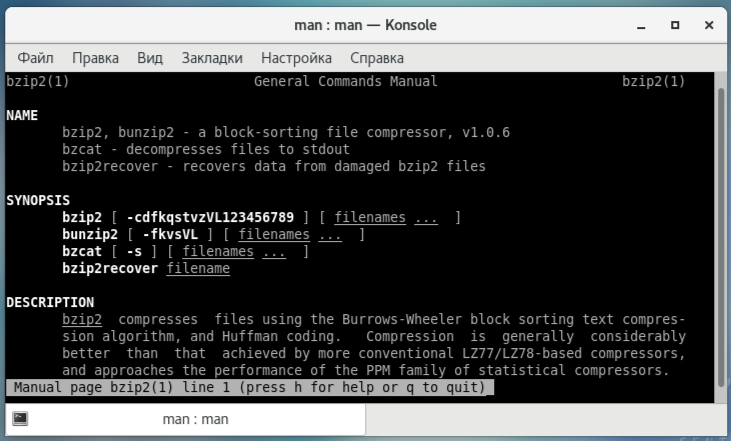 man : man — Konsole
Файл Правка Вид Закладки Настройка Справка
bzip2(1) General Commands Manual bzip2(1)
NAME
bzip2, bunzip2 - a block-sorting file compressor, v1.0.6
bzcat - decompresses files to stdout
bzip2recover - recovers data from damaged bzip2 files
SYNOPSIS
bzip2 [ -cdfkqstvzVL123456789 ] [ filenames ... ]
bunzip2 [ -fkvsVL ] [ filenames ... ]
bzcat [ -s ] [ filenames ... ]
bzip2recover filename
DESCRIPTION
bzip2 compresses files using the Burrows-Wheeler block sorting text compres-
sion algorithm, and Huffman coding. Compression is generally considerably
better than that achieved by more conventional LZ77/LZ78-based compressors,
and approaches the performance of the PPM family of statistical compressors.
Manual page bzip2(1) line 1 (press h for help or q to quit)
man : man